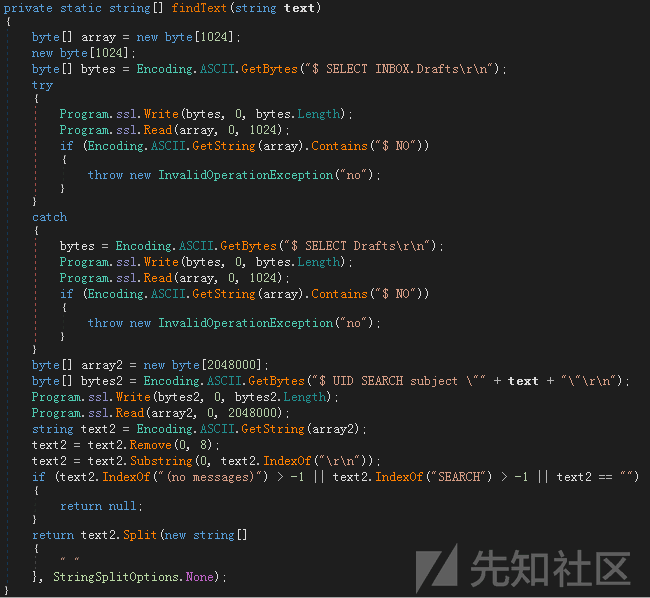 private static string[] findText(string text)
{
byte[] array = new byte[1024];
new byte[1024];
byte[] bytes = Encoding.ASCII.GetBytes("$ SELECT INBOX.Drafts\r\n");
try
{
Program.ssl.Write(bytes, 0, bytes.Length);
Program.ssl.Read(array, 0, 1024);
if (Encoding.ASCII.GetString(array).Contains("$ NO"))
{
throw new InvalidOperationException("no");
}
}
catch
{
bytes = Encoding.ASCII.GetBytes("$ SELECT Drafts\r\n");
Program.ssl.Write(bytes, 0, bytes.Length);
Program.ssl.Read(array, 0, 1024);
if (Encoding.ASCII.GetString(array).Contains("$ NO"))
{
throw new InvalidOperationException("no");
}
}
byte[] array2 = new byte[2048000];
byte[] bytes2 = Encoding.ASCII.GetBytes("$ UID SEARCH subject \"" + text + "\"\r\n");
Program.ssl.Write(bytes2, 0, bytes2.Length);
Program.ssl.Read(array2, 0, 2048000);
string text2 = Encoding.ASCII.GetString(array2);
text2 = text2.Remove(0, 8);
text2 = text2.Substring(0, text2.IndexOf("\r\n"));
if (text2.IndexOf("(no messages)") > -1 || text2.IndexOf("SEARCH") > -1 || text2 == "")
{
return null;
}
return text2.Split(new string[]
{
" "
}, StringSplitOptions.None);
}
先知社区